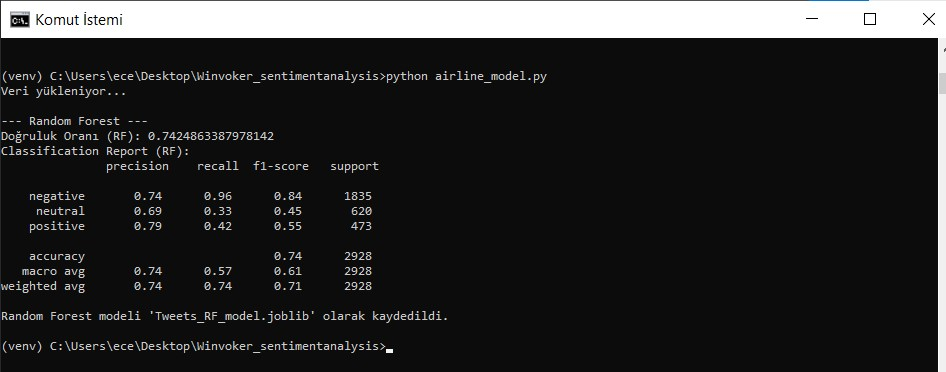 Komut İstemi
(venv) C:\Users\ece\Desktop\Winvoker_sentimentanalysis>python airline_model.py
Veri yükleniyor...
--- Random Forest ---
Doğruluk Oranı (RF): 0.7424863387978142
Classification Report (RF):
precision recall f1-score support
negative 0.74 0.96 0.84 1835
neutral 0.69 0.33 0.45 620
positive 0.79 0.42 0.55 473
accuracy 0.74 2928
macro avg 0.74 0.57 0.61 2928
weighted avg 0.74 0.74 0.71 2928
Random Forest modeli 'Tweets_RF_model.joblib' olarak kaydedildi.
(venv) C:\Users\ece\Desktop\Winvoker_sentimentanalysis>